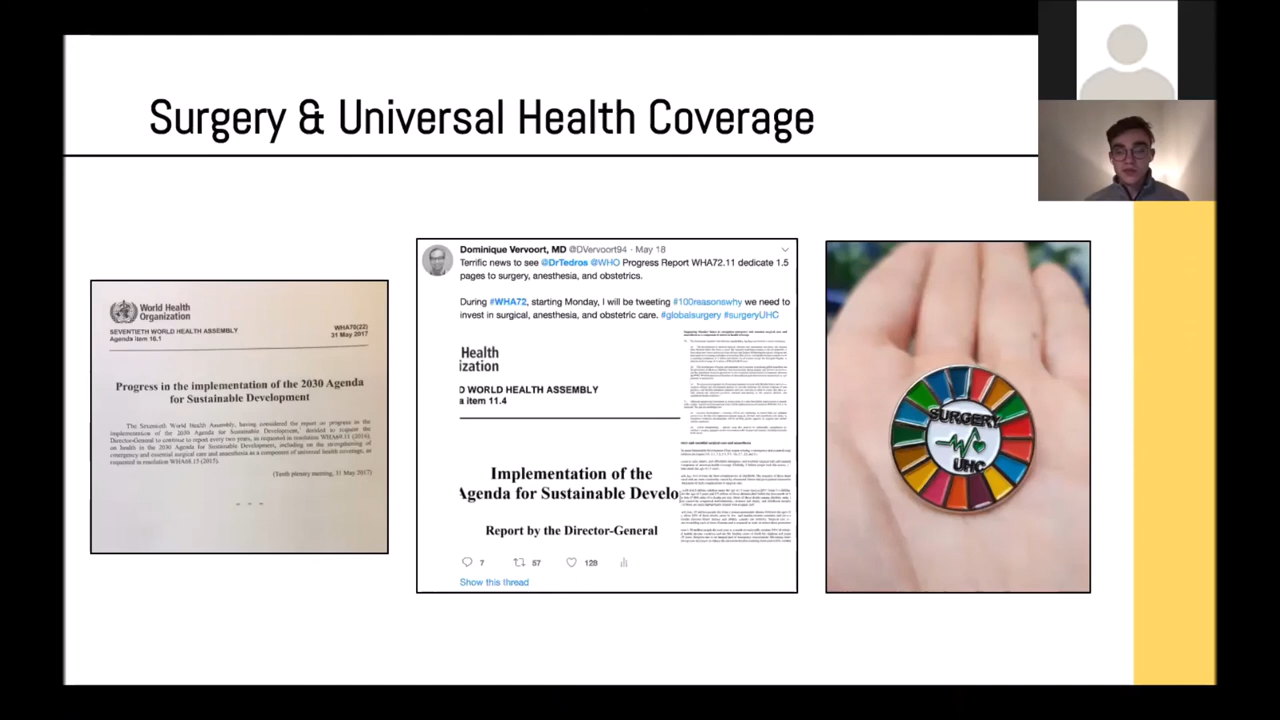 Surgery & Universal Health Coverage
World Health
Organization
SEVENTIETH WORLD HEALTH ASSEMBLY
WHA70(22)
Agenda item 16.1
31 May 2017
Progress in the implementation of the 2030 Agenda
for Sustainable Development
The Seventieth World Health Assembly, having considered the report on progress in the
implementation of the 2030 Agenda for Sustainable Development, decided to request the
Director-General to continue to report every two years, as requested in resolution WHA69.11 (2016),
on health in the 2030 Agenda for Sustainable Development, including on the strengthening of
emergency and essential surgical care and anaesthesia as a component of universal health coverage, as
requested in resolution WHA68.15 (2015).
(Tenth plenary meeting, 31 May 2017)
Dominique Vervoort, MD @DVervoort94 · May 18
Terrific news to see @DrTedros @WHO Progress Report WHA72.11 dedicate 1.5
pages to surgery, anesthesia, and obstetrics.
During #WHA72, starting Monday, I will be tweeting #100reasonswhy we need to
invest in surgical, anesthesia, and obstetric care. #globalsurgery #surgeryUHC
Health
ization
D WORLD HEALTH ASSEMBLY
a item 11.4
Implementation of the
Agenda for Sustainable Develo
Report by the Director-General
7 57 128
Show this thread
SURGERY
UHC